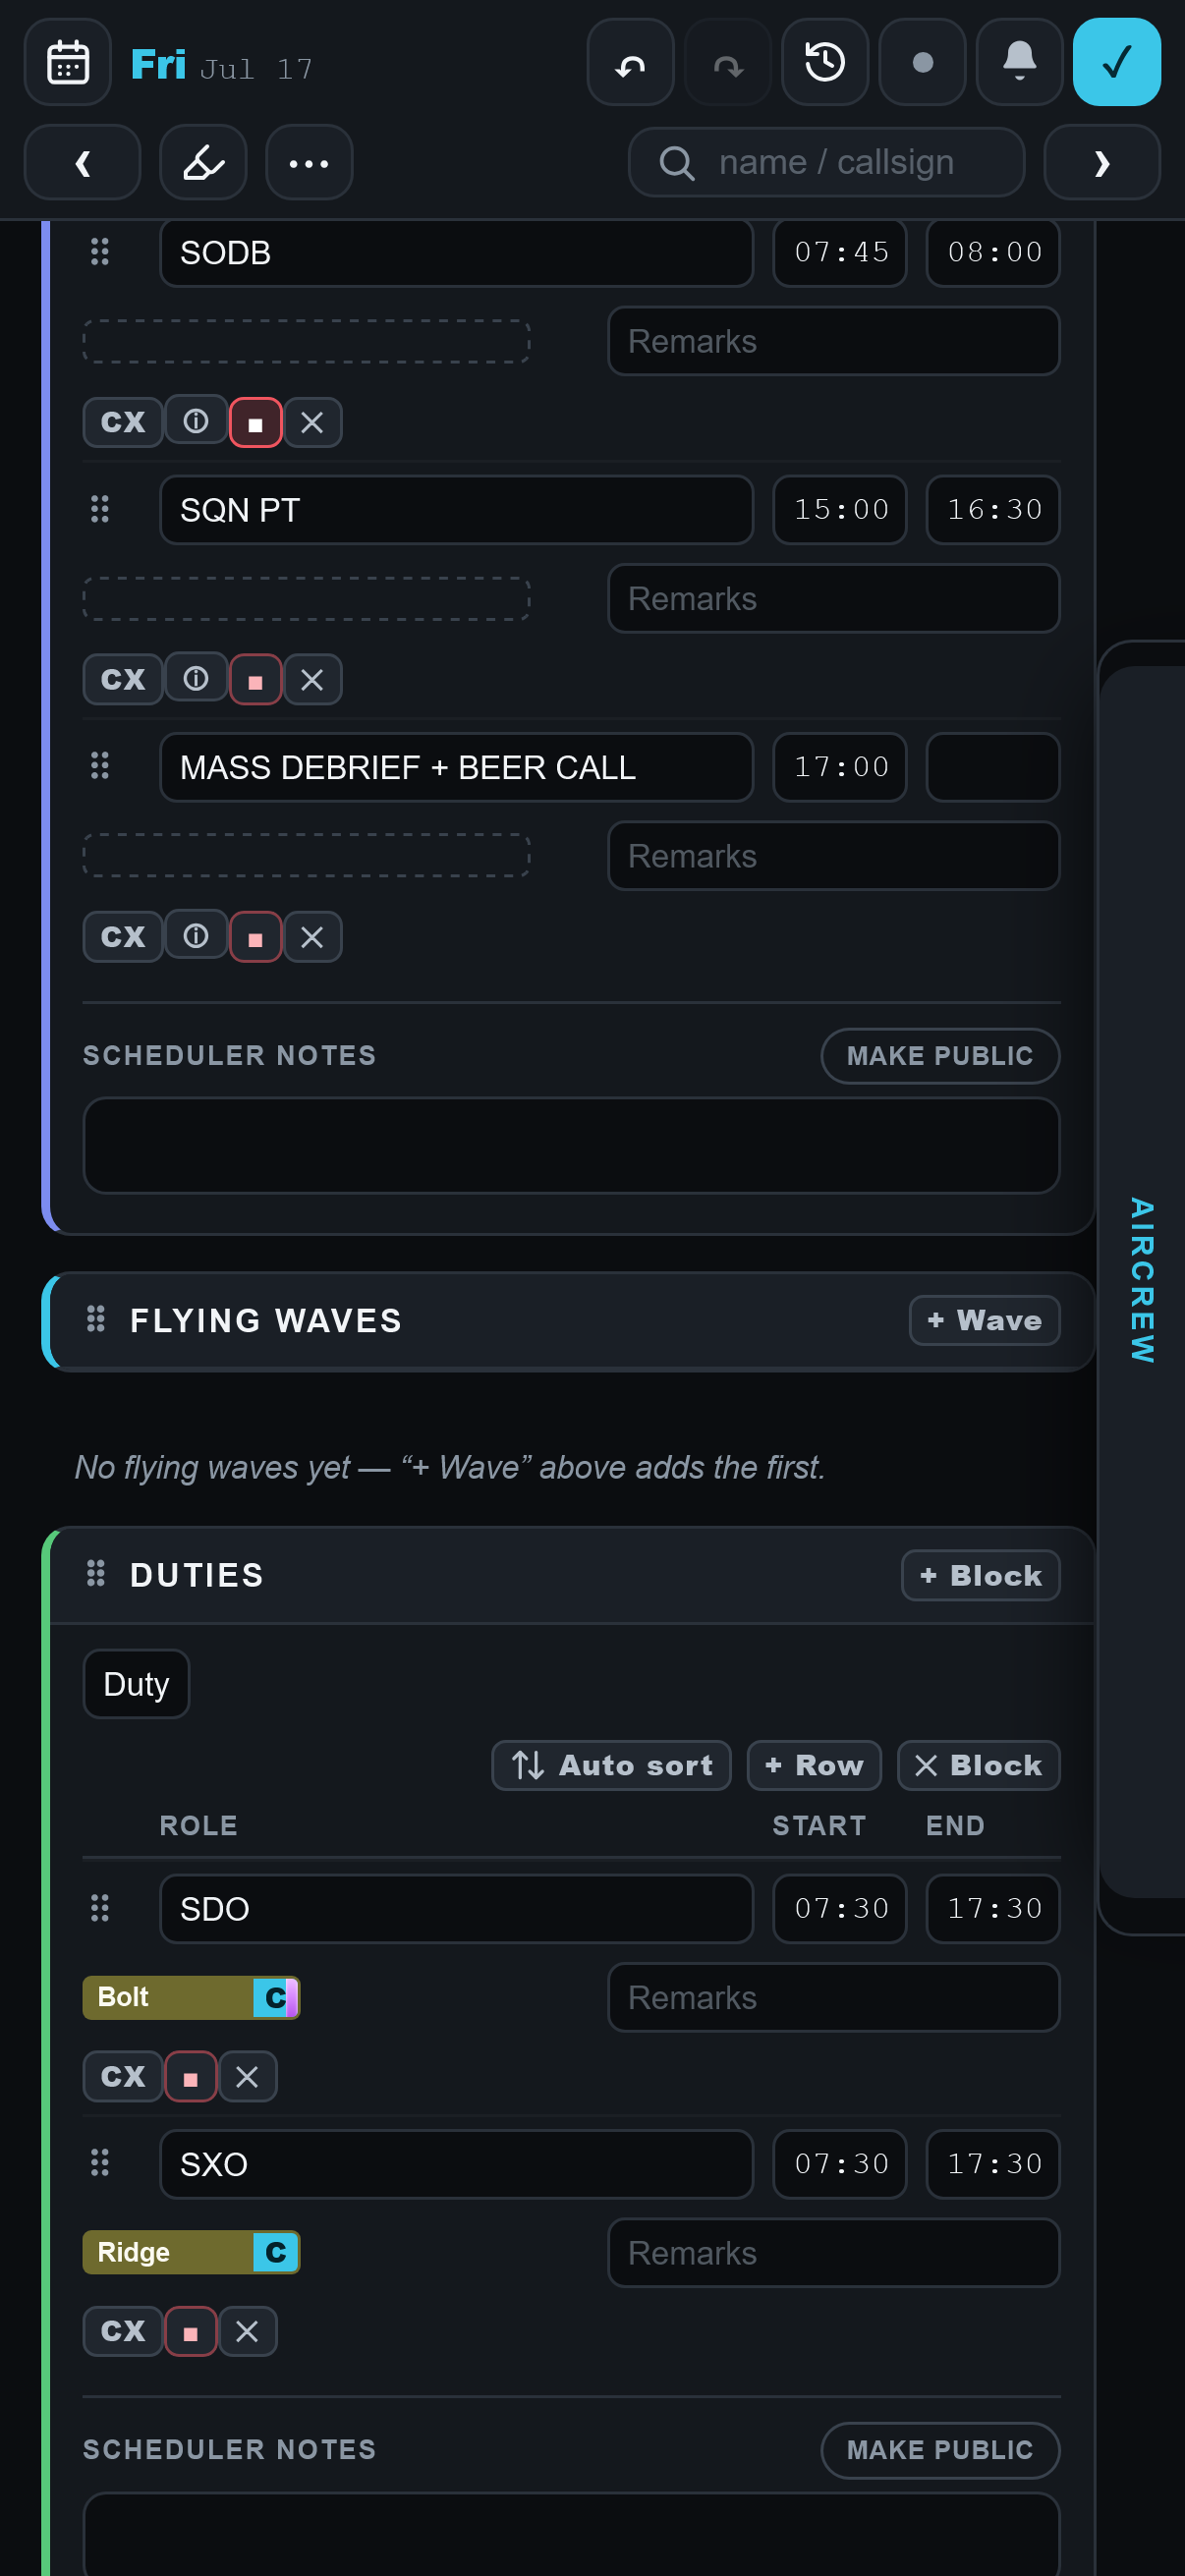 Fri Jul 17
name / callsign
SODB 07:45 08:00
Remarks
CX
SQN PT 15:00 16:30
Remarks
CX
MASS DEBRIEF + BEER CALL 17:00
Remarks
CX
SCHEDULER NOTES MAKE PUBLIC
AIRCREW
FLYING WAVES + Wave
No flying waves yet — “+ Wave” above adds the first.
DUTIES + Block
Duty
Auto sort + Row × Block
ROLE START END
SDO 07:30 17:30
Bolt C Remarks
CX
SXO 07:30 17:30
Ridge C Remarks
CX
SCHEDULER NOTES MAKE PUBLIC